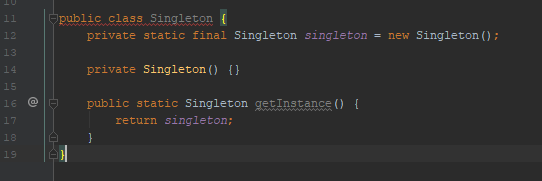 11 public class Singleton {
12 private static final Singleton singleton = new Singleton();
13
14 private Singleton() {}
15
16 @ public static Singleton getInstance() {
17 return singleton;
18 }
19 }